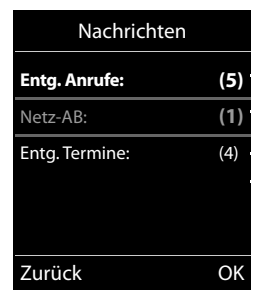 Nachrichten
Entg. Anrufe: (5)
Netz-AB: (1)
Entg. Termine: (4)
Zurück OK